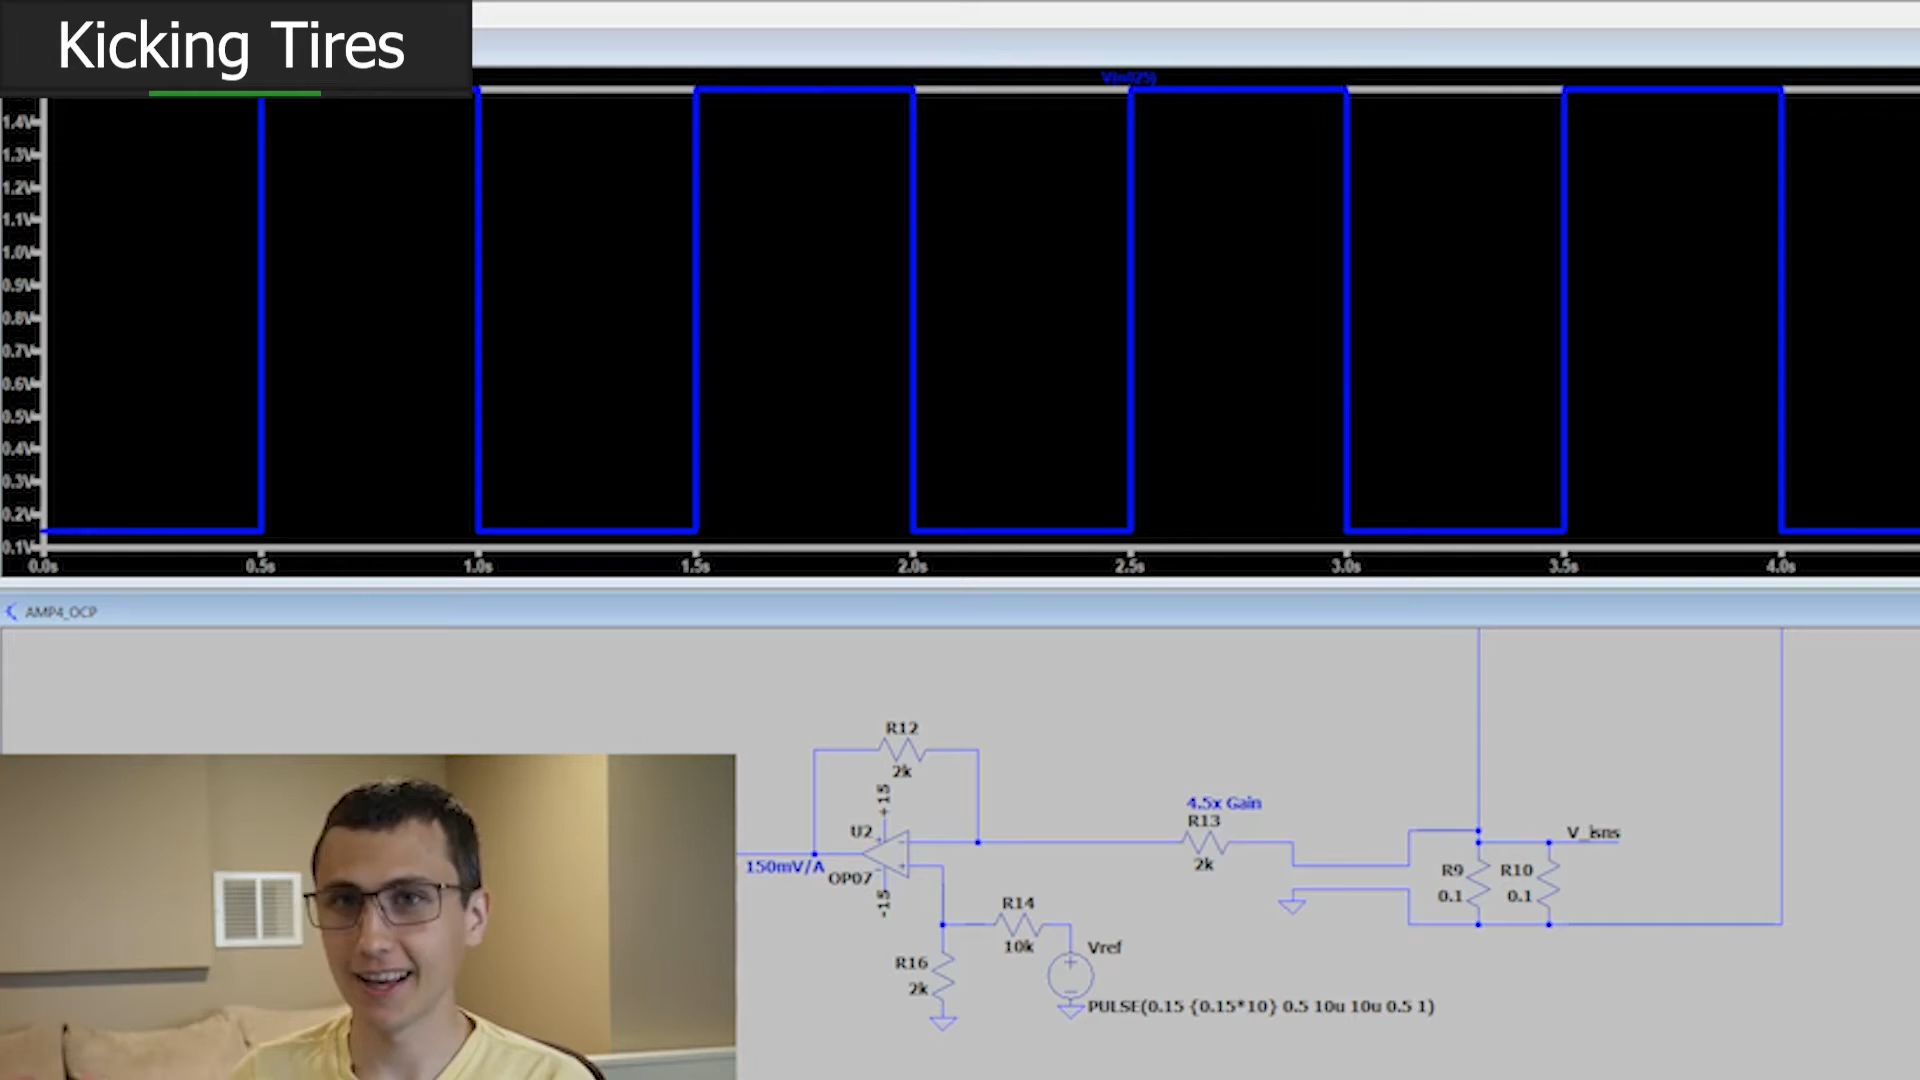 Kicking Tires
1.4V
1.3V
1.2V
1.1V
1.0V
0.9V
0.8V
0.7V
0.6V
0.5V
0.4V
0.3V
0.2V
0.1V
0.0s 0.5s 1.0s 1.5s 2.0s 2.5s 3.0s 3.5s 4.0s
AMP4_OCP
R12
2k
+15
U2
OP07
-15
150mV/A
4.5x Gain
R13
2k
R14
10k
R16
2k
Vref
PULSE(0.15 {0.15*10} 0.5 10u 10u 0.5 1)
V_isns
R9
0.1
R10
0.1